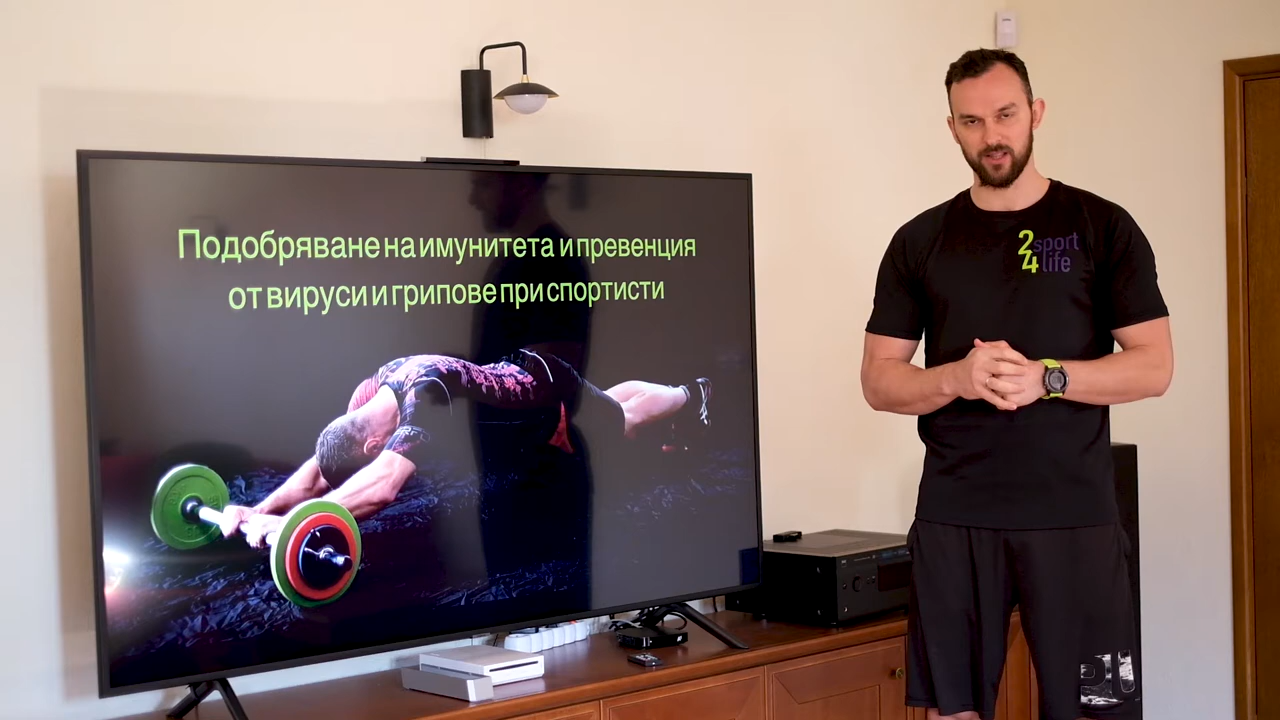 Подобряване на имунитета и превенция
от вируси и грипове при спортисти
24 sport life